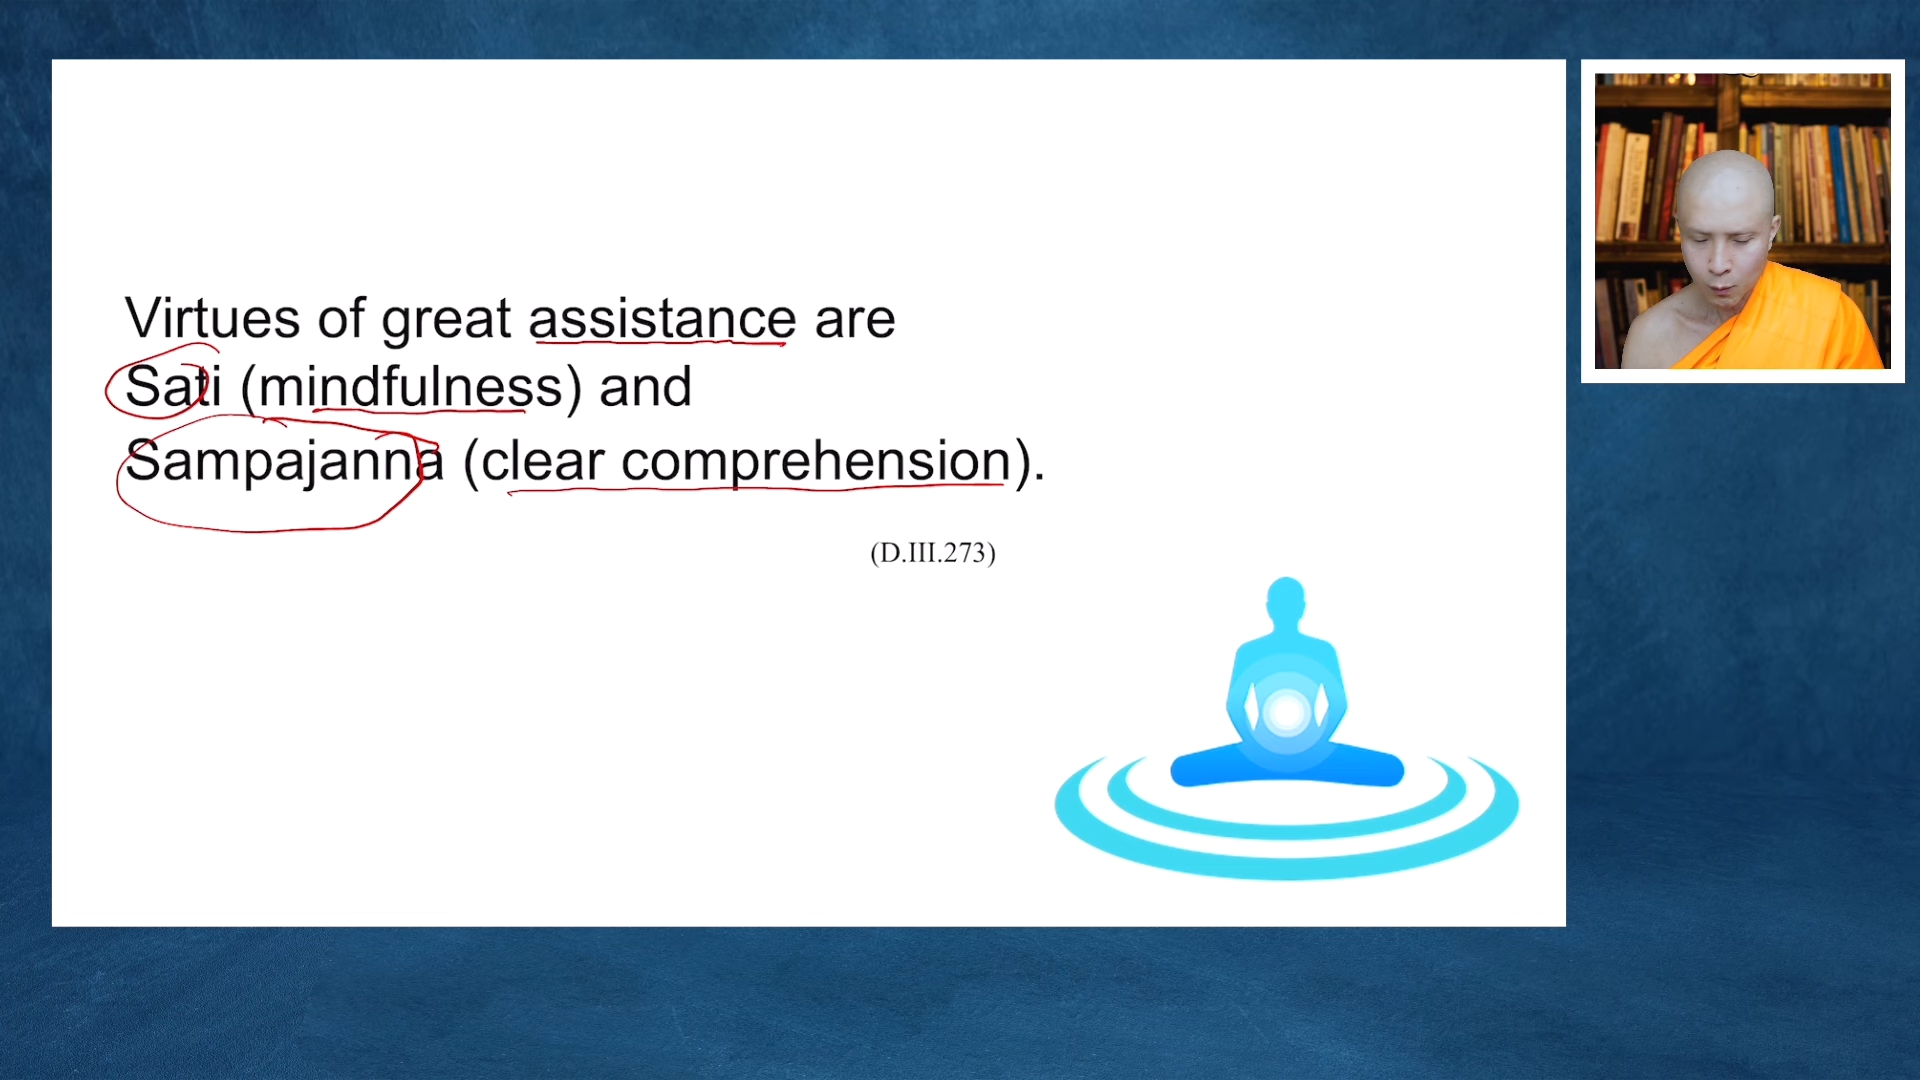 Virtues of great assistance are
Sati (mindfulness) and
Sampajanna (clear comprehension).
(D.III.273)